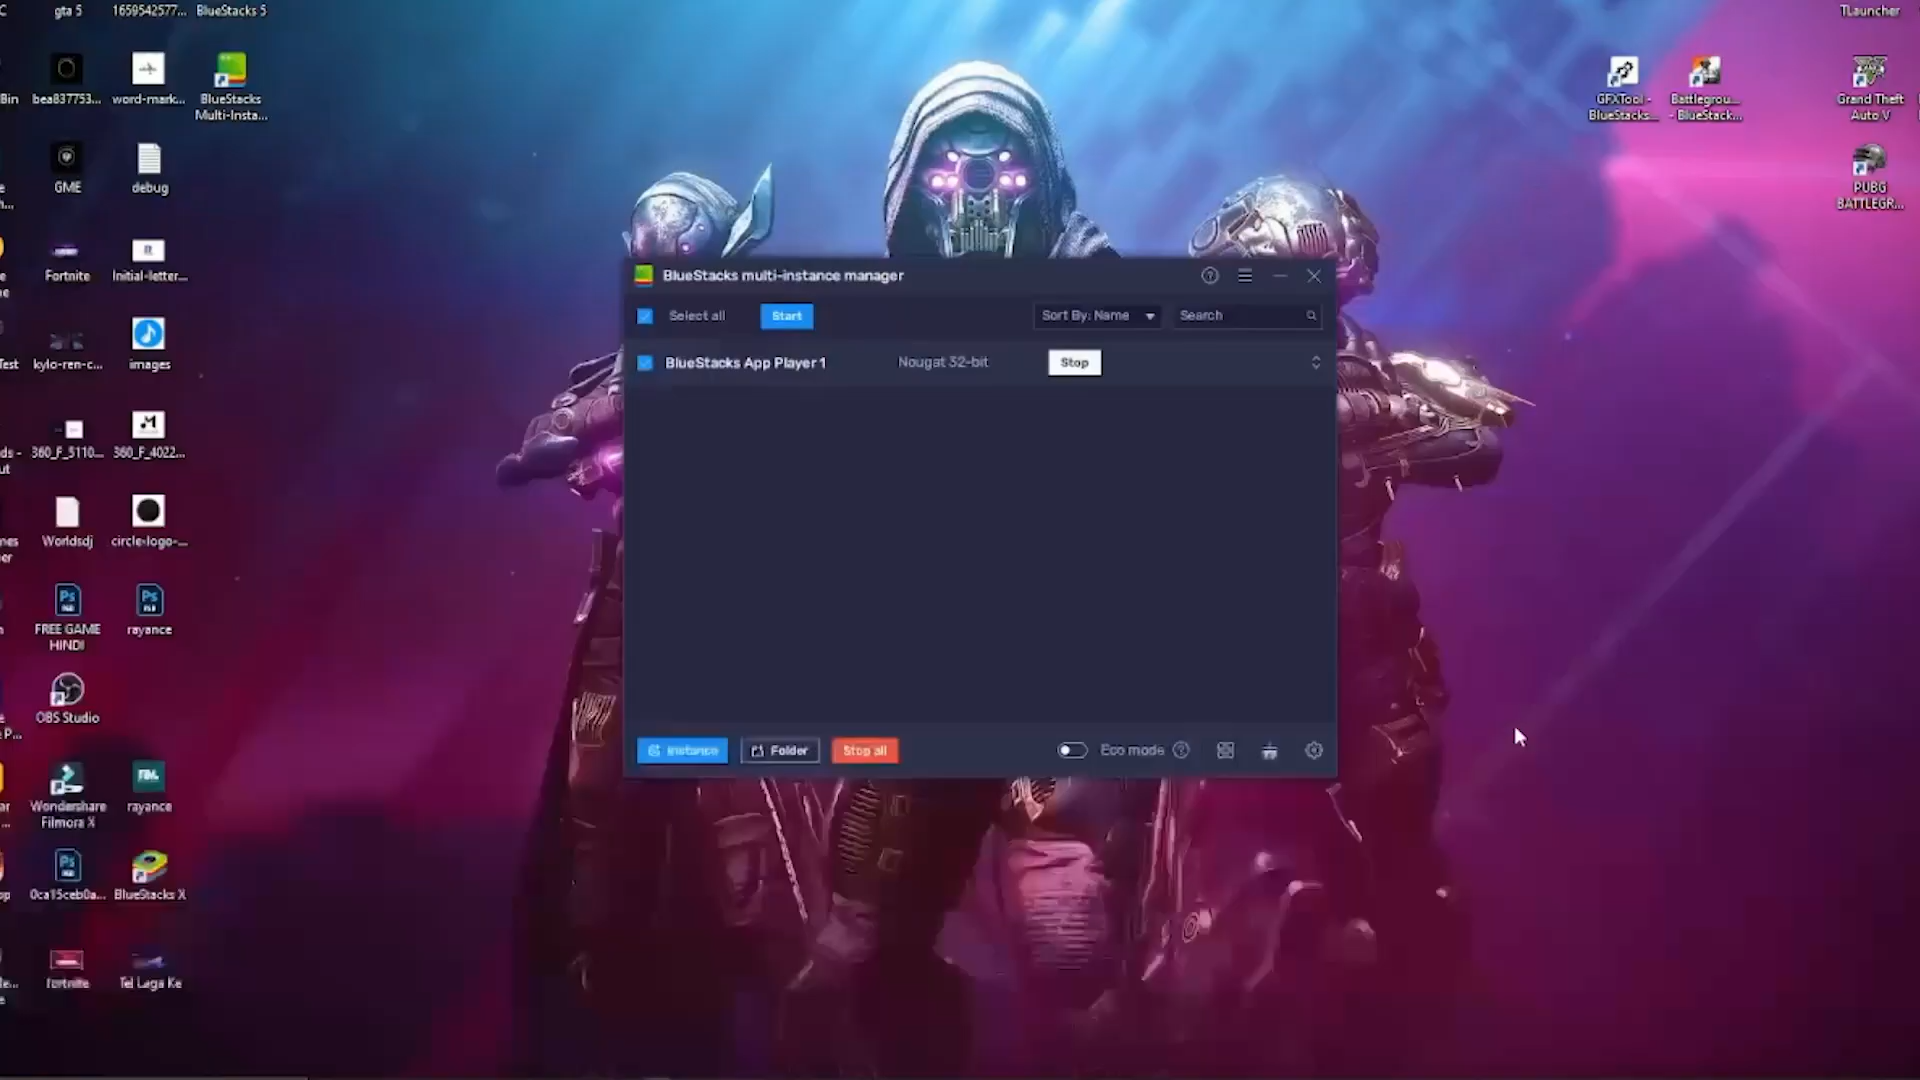 gta 5
1659542577...
BlueStacks 5
TLauncher
Bin
bea837753...
word-mark...
BlueStacks
Multi-Insta...
GFXTool -
BlueStacks...
Battlegrou...
- BlueStack...
Grand Theft
Auto V
GME
debug
PUBG
BATTLEGR...
Fortnite
Initial-letter...
BlueStacks multi-instance manager
Select all
Start
Sort By: Name
Search
Test
kylo-ren-c...
images
BlueStacks App Player 1
Nougat 32-bit
Stop
360_F_5110...
360_F_4022...
Worldsdj
circle-logo-...
FREE GAME
HINDI
rayance
OBS Studio
Instance
Folder
Stop all
Eco mode
Wondershare
Filmora X
rayance
0ca15ceb0a...
BlueStacks X
fortnite
Tel Laga Ke